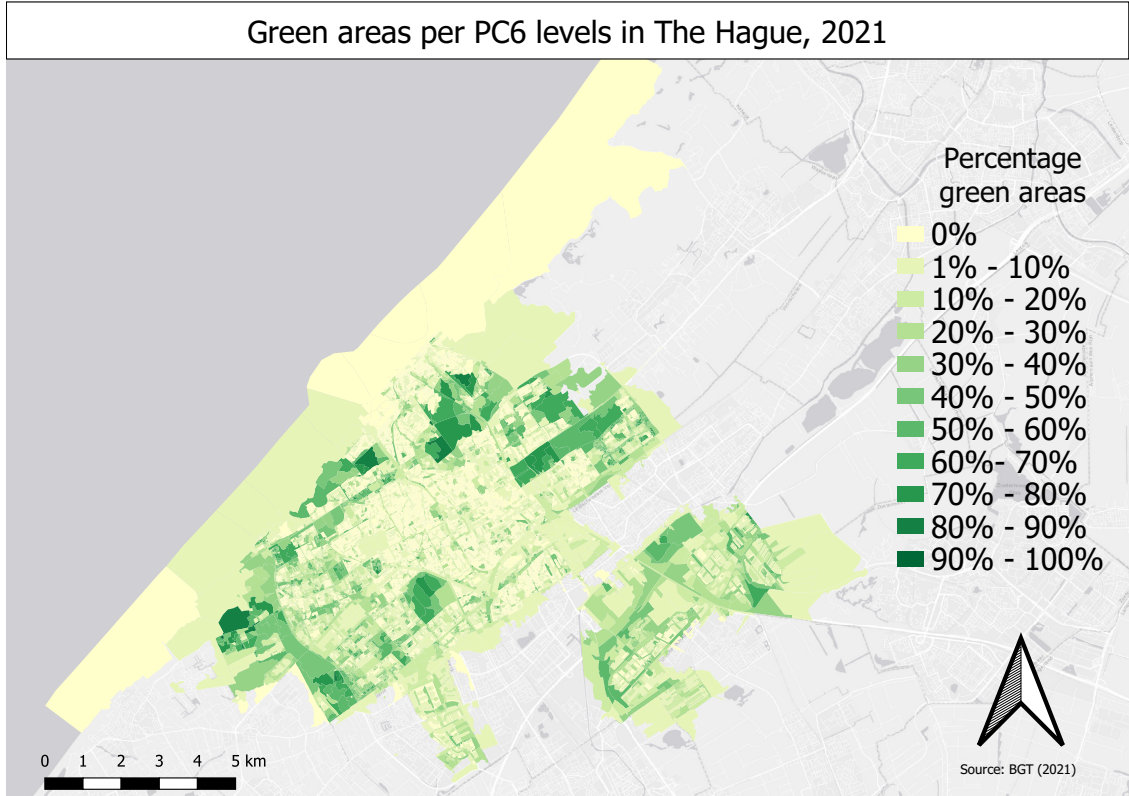 Green areas per PC6 levels in The Hague, 2021
Percentage
green areas
0%
1% - 10%
10% - 20%
20% - 30%
30% - 40%
40% - 50%
50% - 60%
60%- 70%
70% - 80%
80% - 90%
90% - 100%
0 1 2 3 4 5 km
Source: BGT (2021)